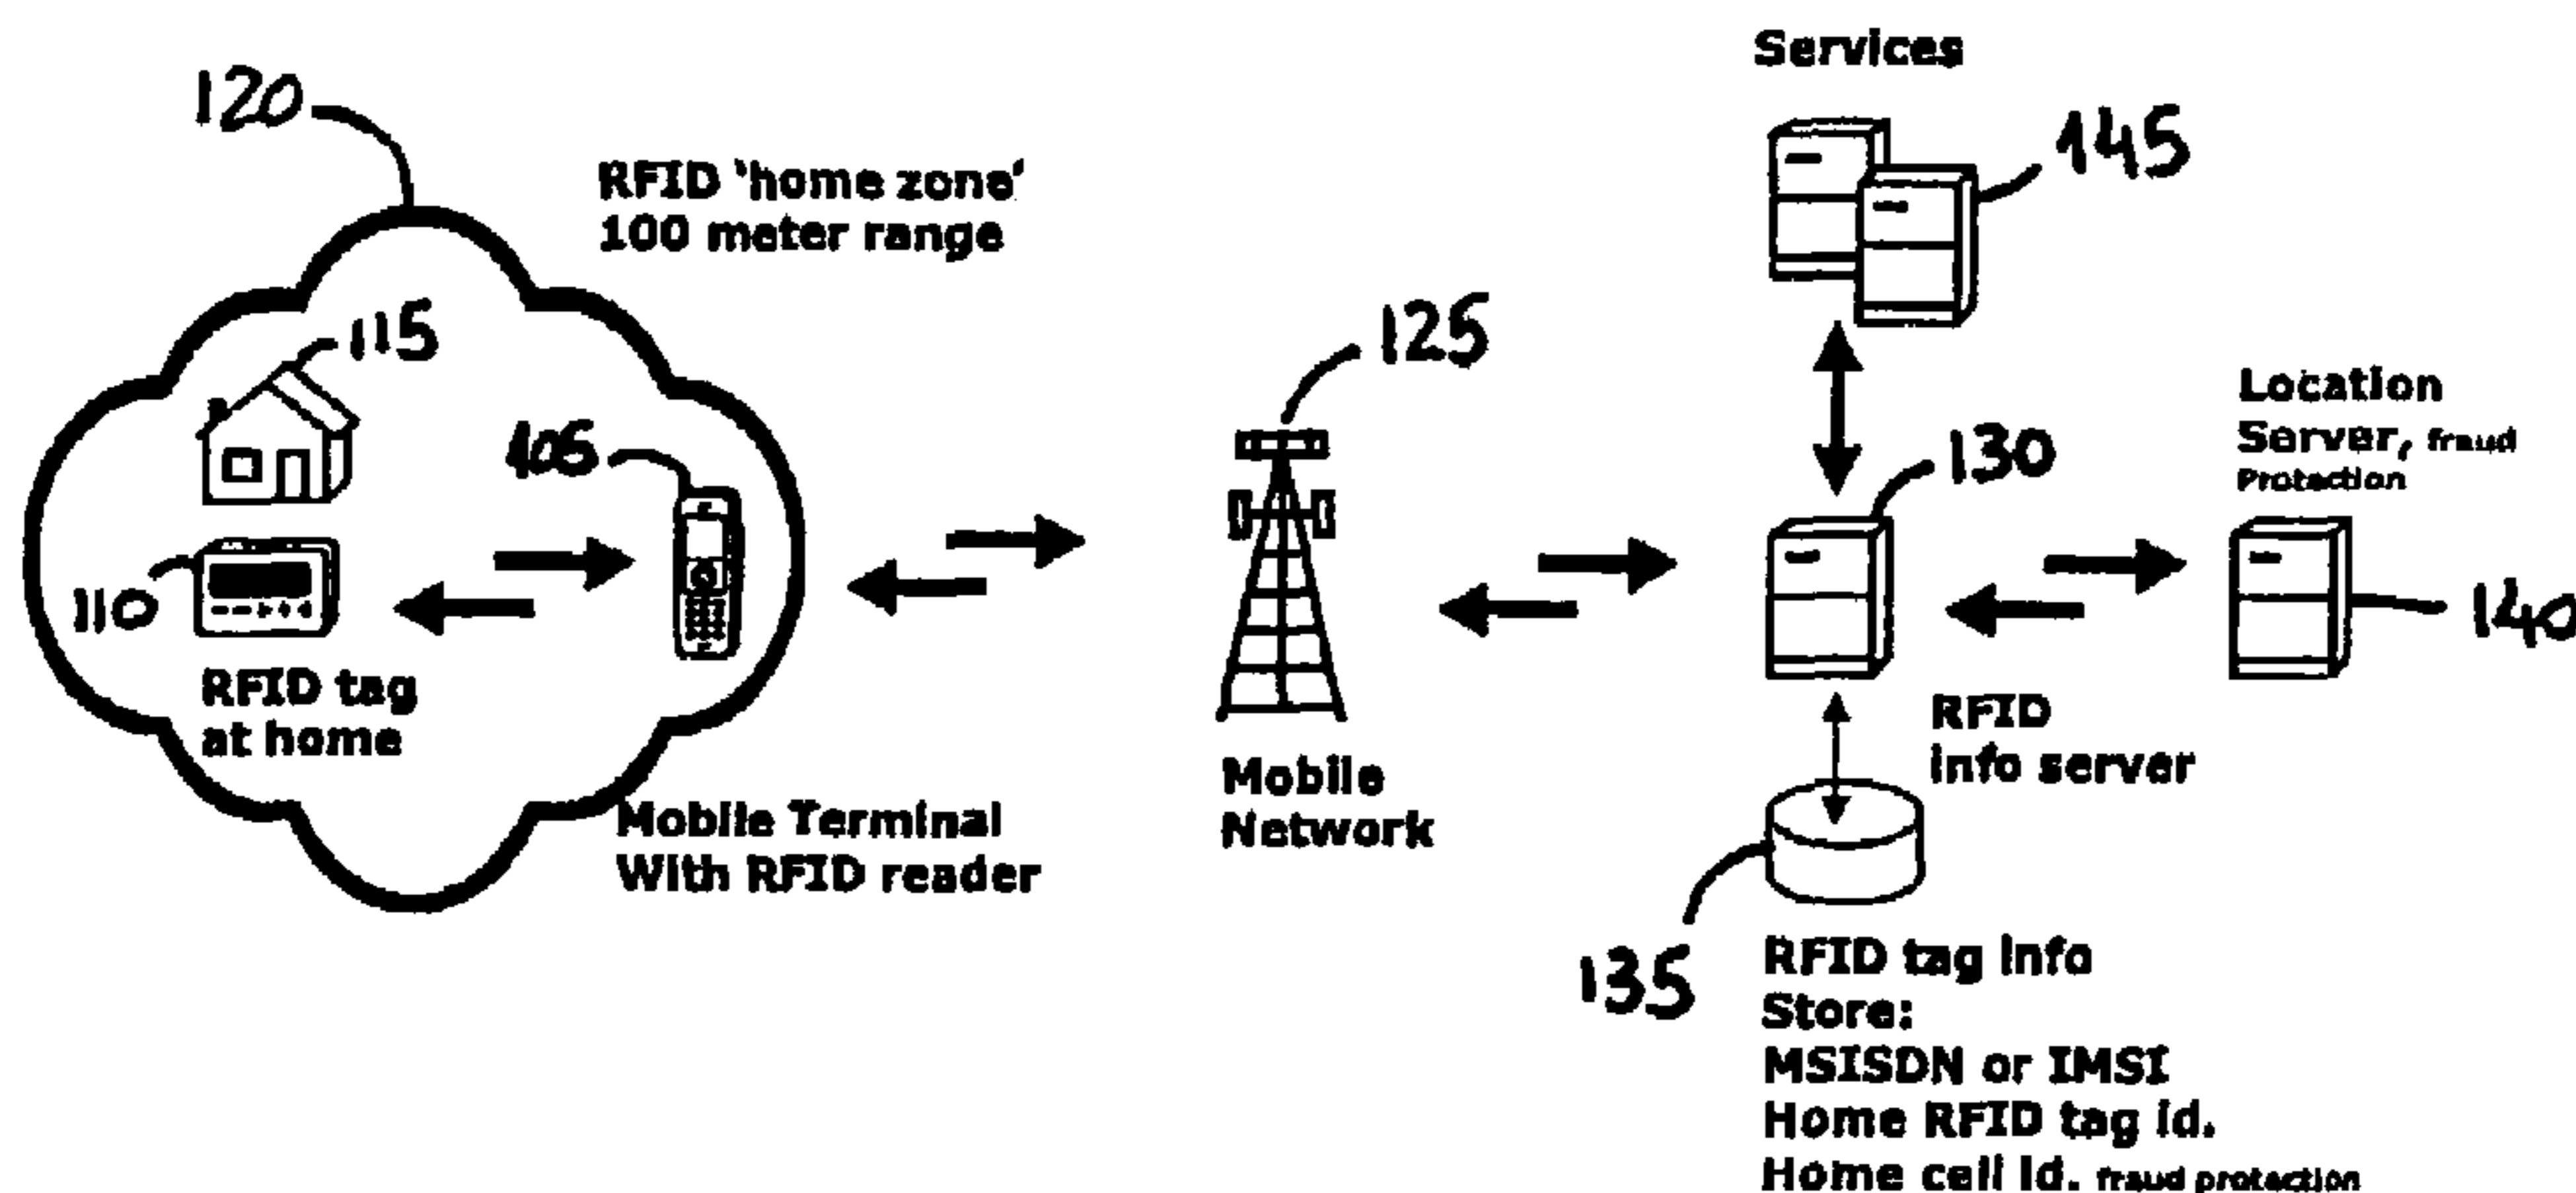 Services
120
145
RFID 'home zone'
100 meter range
115
125
Location
Server, fraud
Protection
105
130
110
140
RFID tag
at home
RFID
info server
Mobile
Network
Mobile Terminal
With RFID reader
135
RFID tag info
Store:
MSISDN or IMSI
Home RFID tag id.
Home cell id. fraud protection